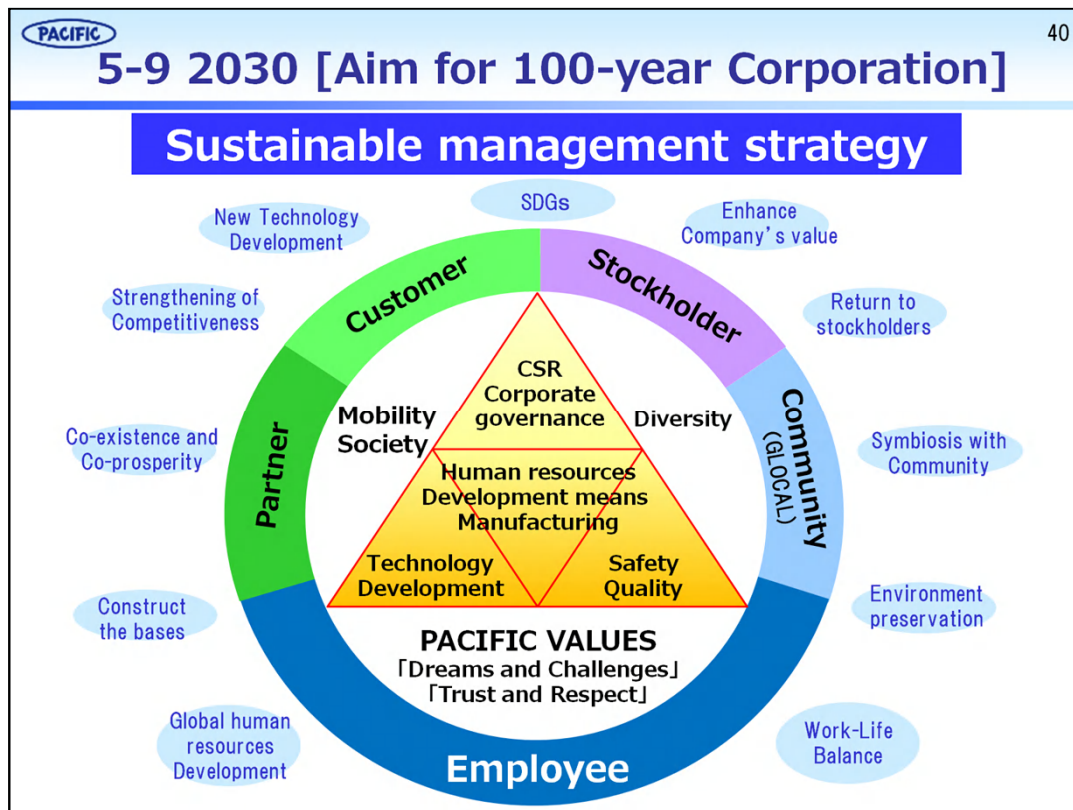 PACIFIC
40
5-9 2030 [Aim for 100-year Corporation]
Sustainable management strategy
SDGs
New Technology
Development
Enhance
Company's value
Strengthening of
Competitiveness
Return to
stockholders
Co-existence and
Co-prosperity
Symbiosis with
Community
Construct
the bases
Environment
preservation
Global human
resources
Development
Work-Life
Balance
Customer
Stockholder
Partner
Community
(GLOCAL)
Employee
Mobility
Society
Diversity
CSR
Corporate
governance
Human resources
Development means
Manufacturing
Technology
Development
Safety
Quality
PACIFIC VALUES
「Dreams and Challenges」
「Trust and Respect」